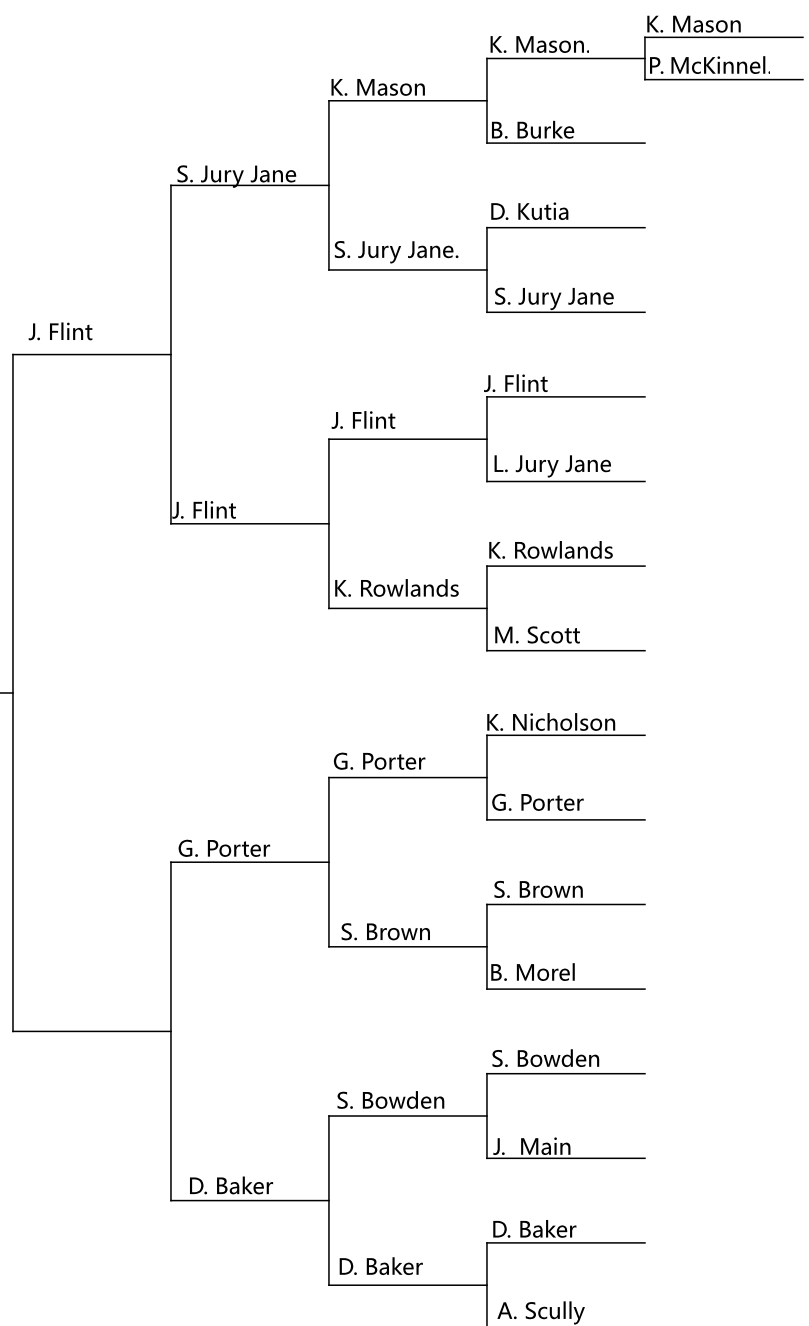 K. Mason
K. Mason.
P. McKinnel.
K. Mason
B. Burke
S. Jury Jane
D. Kutia
S. Jury Jane.
S. Jury Jane
J. Flint
J. Flint
J. Flint
L. Jury Jane
J. Flint
K. Rowlands
K. Rowlands
M. Scott
K. Nicholson
G. Porter
G. Porter
G. Porter
S. Brown
S. Brown
B. Morel
S. Bowden
S. Bowden
J. Main
D. Baker
D. Baker
D. Baker
A. Scully